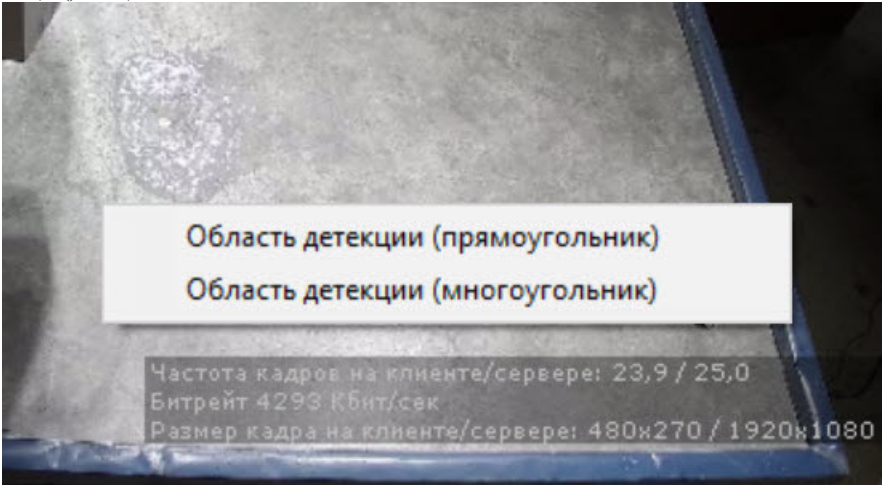 Область детекции (прямоугольник)
Область детекции (многоугольник)
Частота кадров на клиенте/сервере: 23,9 / 25,0
Битрейт 4293 Кбит/сек
Размер кадра на клиенте/сервере: 480x270 / 1920x1080